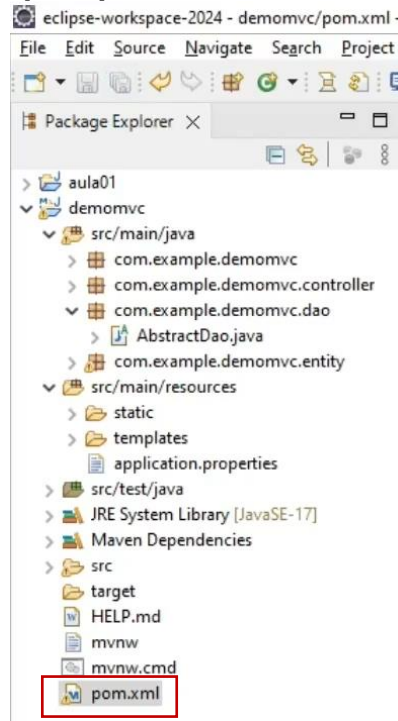 eclipse-workspace-2024 - demomvc/pom.xml -
File Edit Source Navigate Search Project
Package Explorer
aula01
demomvc
src/main/java
com.example.demomvc
com.example.demomvc.controller
com.example.demomvc.dao
AbstractDao.java
com.example.demomvc.entity
src/main/resources
static
templates
application.properties
src/test/java
JRE System Library [JavaSE-17]
Maven Dependencies
src
target
HELP.md
mvnw
mvnw.cmd
pom.xml